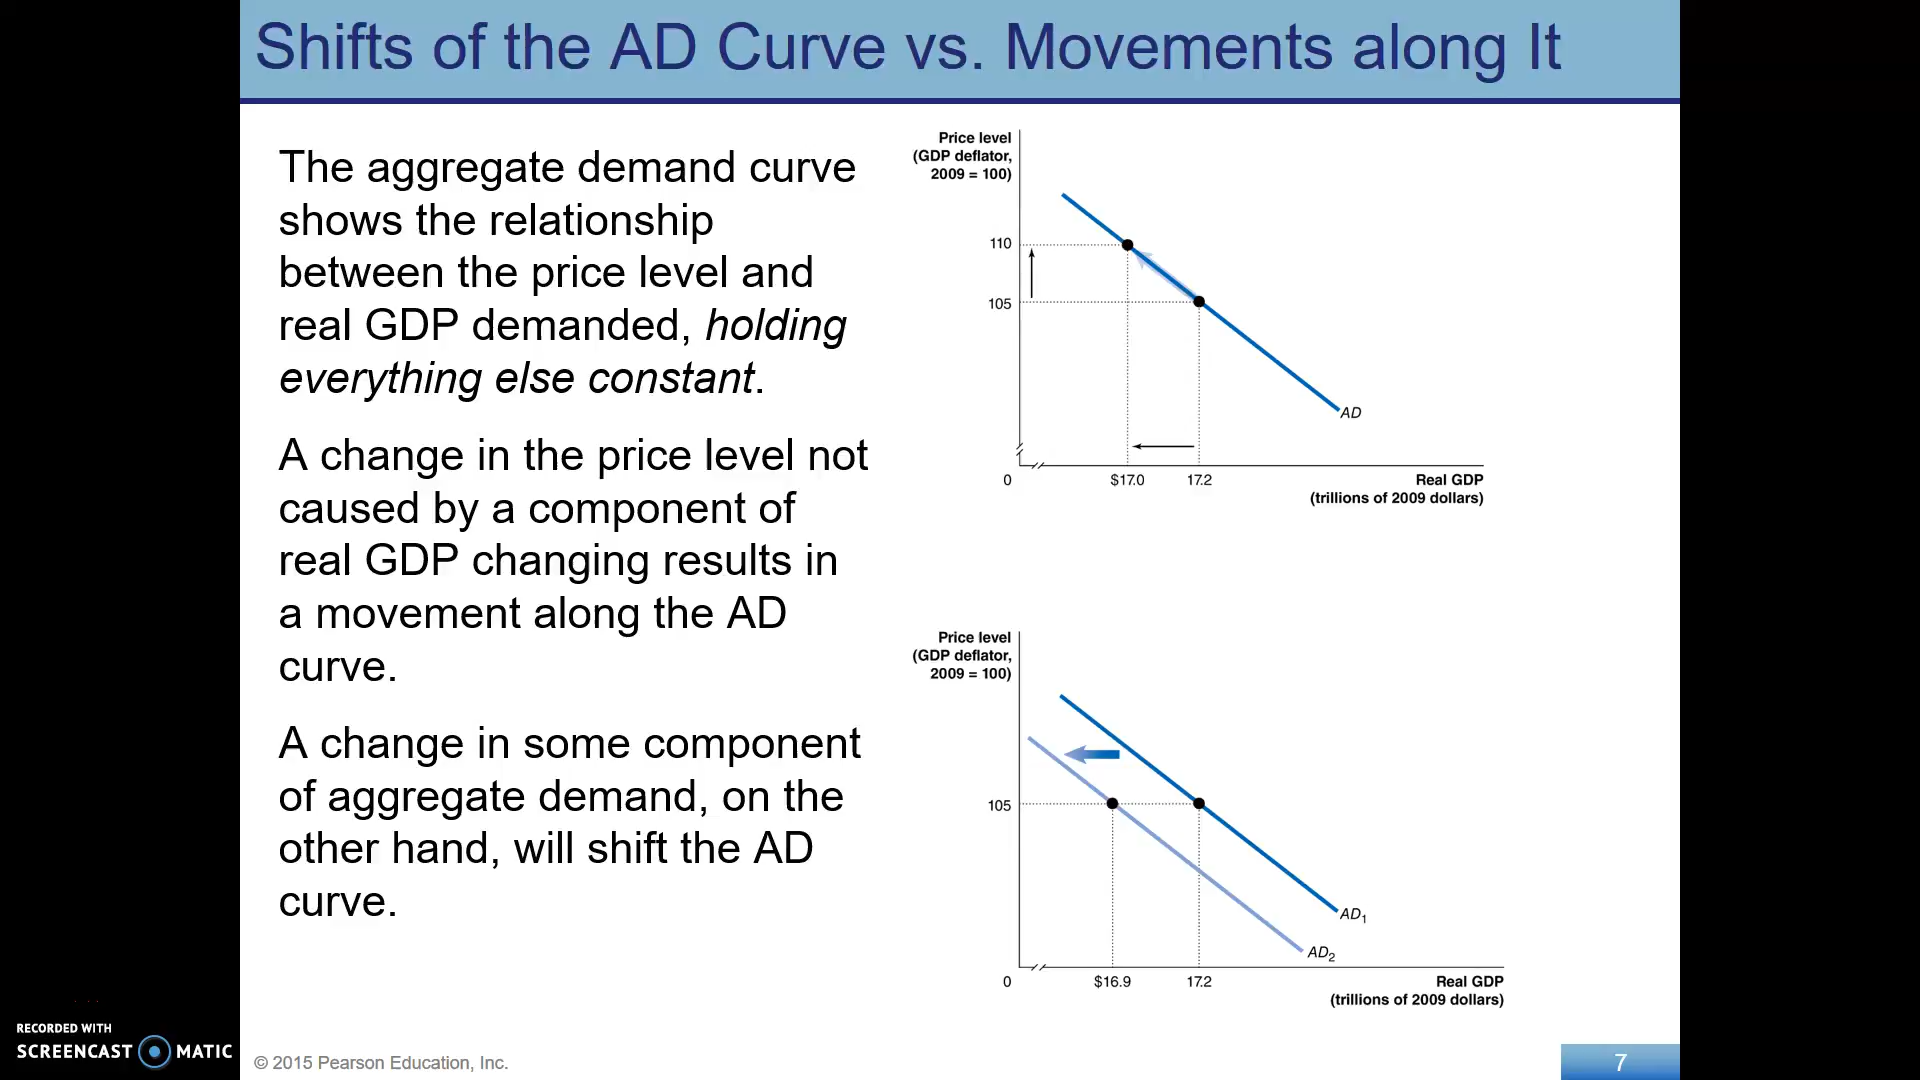 Shifts of the AD Curve vs. Movements along It
The aggregate demand curve
shows the relationship
between the price level and
real GDP demanded, holding
everything else constant.
A change in the price level not
caused by a component of
real GDP changing results in
a movement along the AD
curve.
A change in some component
of aggregate demand, on the
other hand, will shift the AD
curve.
Price level
(GDP deflator,
2009 = 100)
110
105
AD
0
$17.0
17.2
Real GDP
(trillions of 2009 dollars)
Price level
(GDP deflator,
2009 = 100)
105
AD1
AD2
0
$16.9
17.2
Real GDP
(trillions of 2009 dollars)
RECORDED WITH
SCREENCAST MATIC
© 2015 Pearson Education, Inc.
7